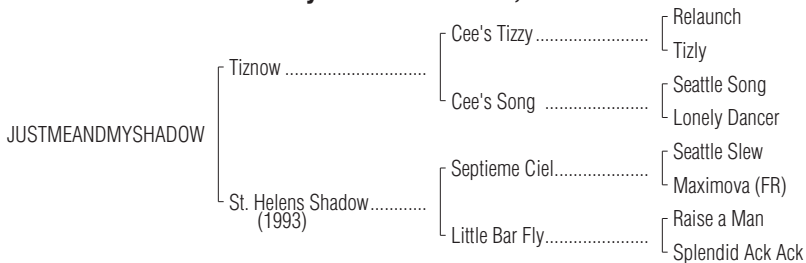 Relaunch
Cee's Tizzy
Tizly
Tiznow
Seattle Song
Cee's Song
Lonely Dancer
JUSTMEANDMYSHADOW
Seattle Slew
Septieme Ciel
Maximova (FR)
St. Helens Shadow
(1993)
Raise a Man
Little Bar Fly
Splendid Ack Ack